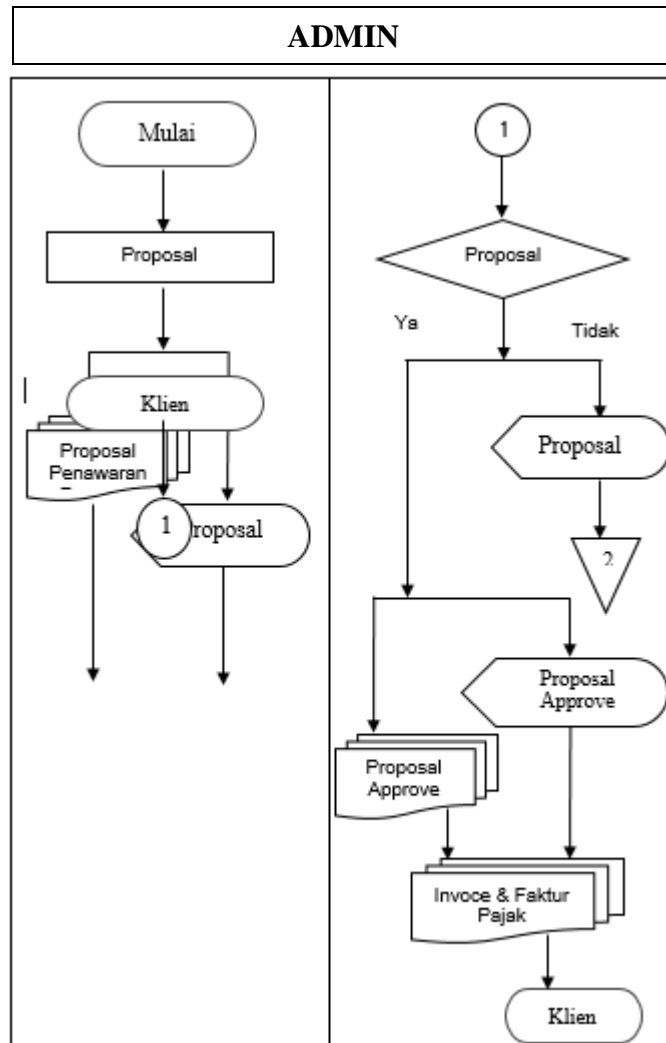 ADMIN
Mulai
Proposal
Klien
Proposal
Penawaran
1
roposal
1
Proposal
Ya
Tidak
Proposal
2
Proposal
Approve
Proposal
Approve
Invoce & Faktur
Pajak
Klien